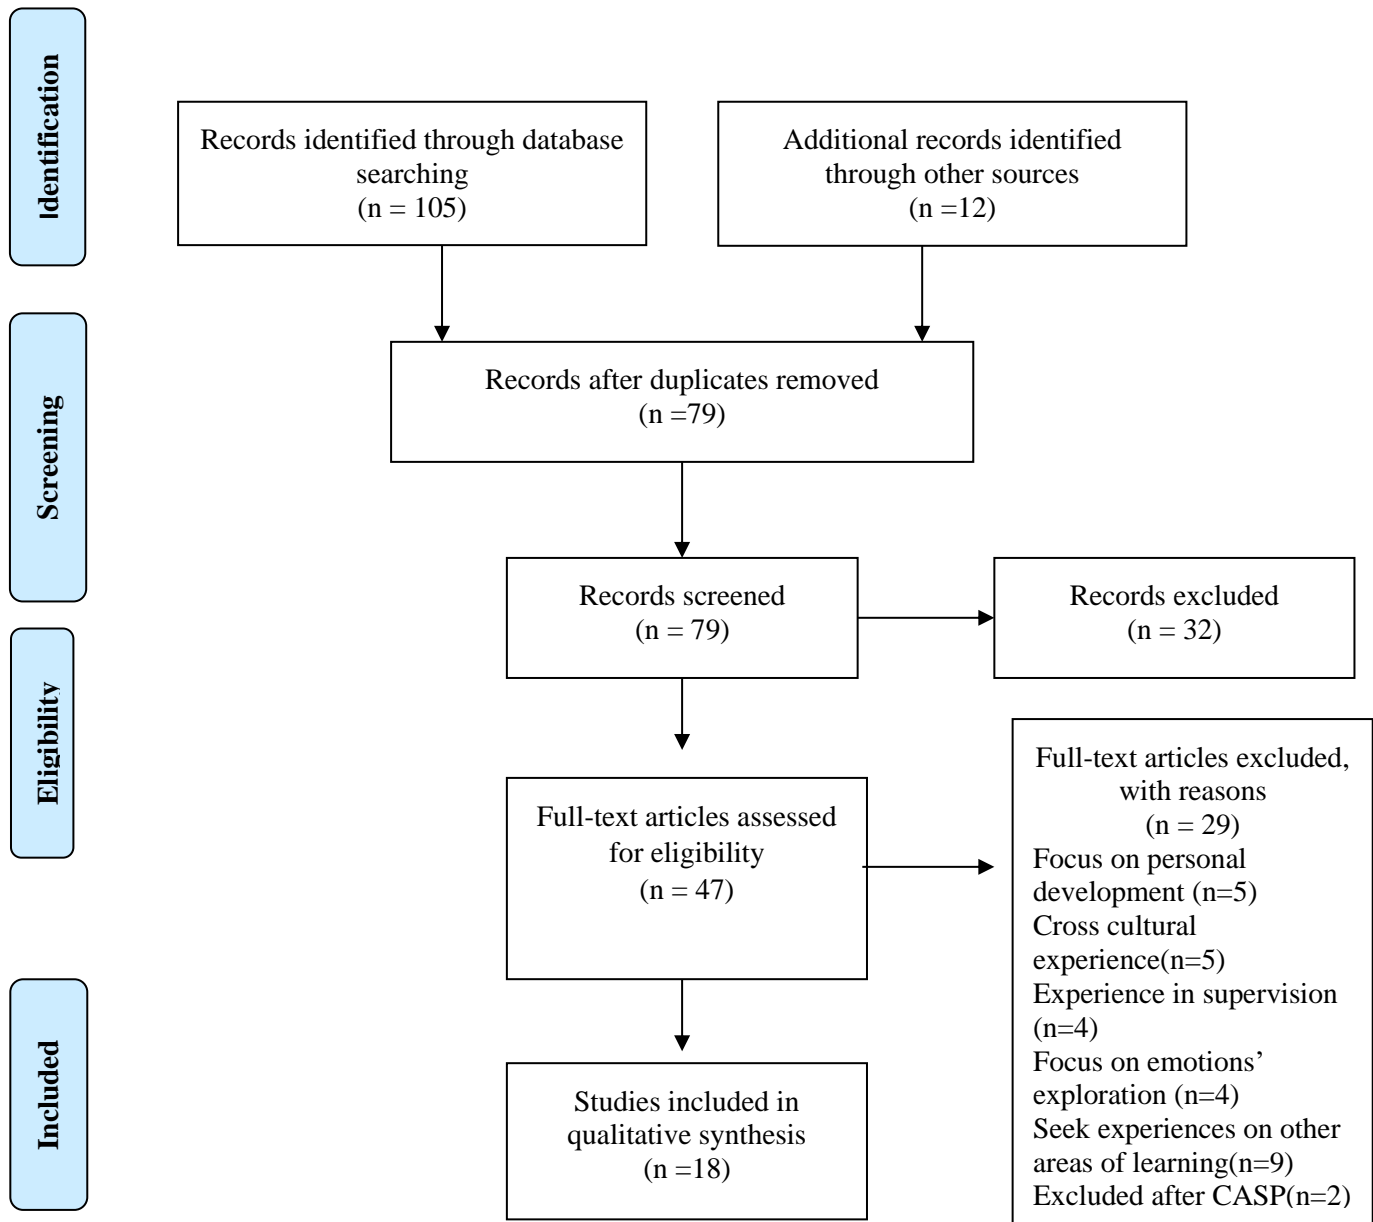 Identification
Records identified through database
searching
(n = 105)
Additional records identified
through other sources
(n =12)
Screening
Records after duplicates removed
(n =79)
Records screened
(n = 79)
Records excluded
(n = 32)
Eligibility
Full-text articles assessed
for eligibility
(n = 47)
Full-text articles excluded,
with reasons
(n = 29)
Focus on personal
development (n=5)
Cross cultural
experience(n=5)
Experience in supervision
(n=4)
Focus on emotions’
exploration (n=4)
Seek experiences on other
areas of learning(n=9)
Excluded after CASP(n=2)
Included
Studies included in
qualitative synthesis
(n =18)